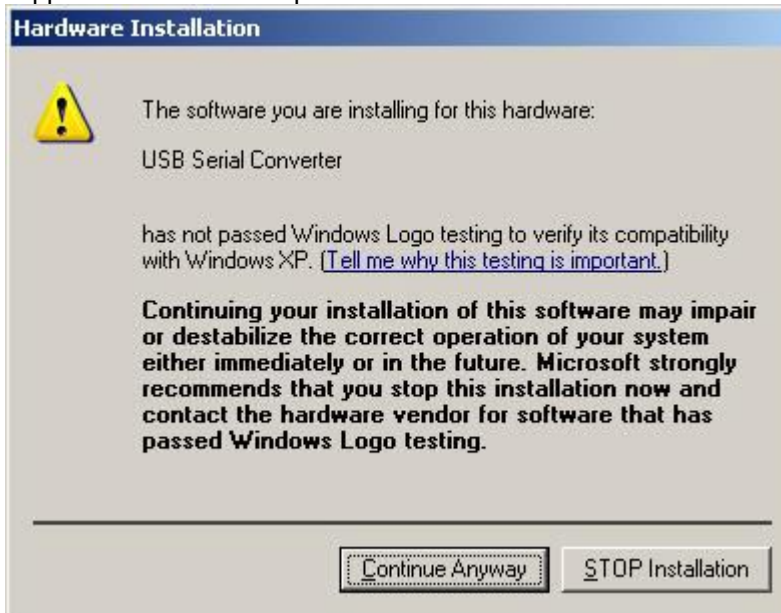 Hardware Installation
The software you are installing for this hardware:
USB Serial Converter
has not passed Windows Logo testing to verify its compatibility
with Windows XP. (Tell me why this testing is important.)
Continuing your installation of this software may impair
or destabilize the correct operation of your system
either immediately or in the future. Microsoft strongly
recommends that you stop this installation now and
contact the hardware vendor for software that has
passed Windows Logo testing.
Continue Anyway
STOP Installation